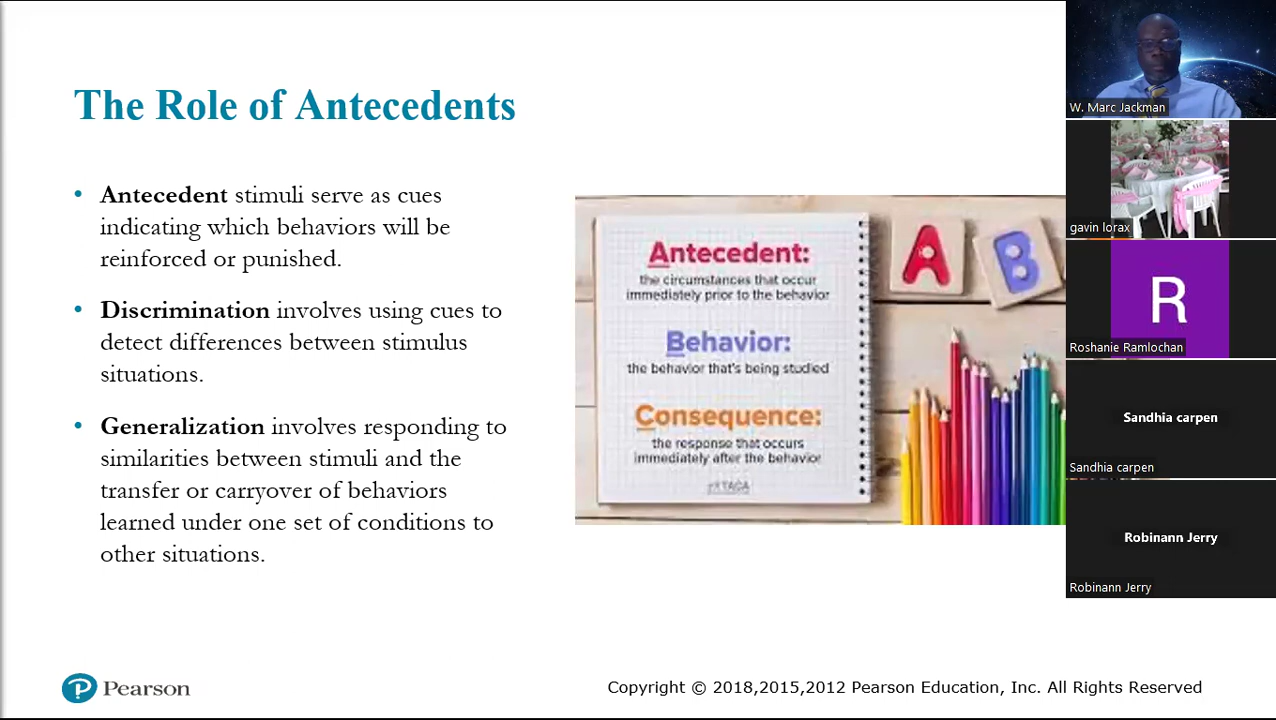 The Role of Antecedents
Antecedent stimuli serve as cues
indicating which behaviors will be
reinforced or punished.
Discrimination involves using cues to
detect differences between stimulus
situations.
Generalization involves responding to
similarities between stimuli and the
transfer or carryover of behaviors
learned under one set of conditions to
other situations.
Antecedent:
the circumstances that occur
immediately prior to the behavior
Behavior:
the behavior that's being studied
Consequence:
the response that occurs
immediately after the behavior
A
B
Pearson
Copyright © 2018,2015,2012 Pearson Education, Inc. All Rights Reserved
W. Marc Jackman
gavin lorax
R
Roshanie Ramlochan
Sandhia carpen
Sandhia carpen
Robinann Jerry
Robinann Jerry